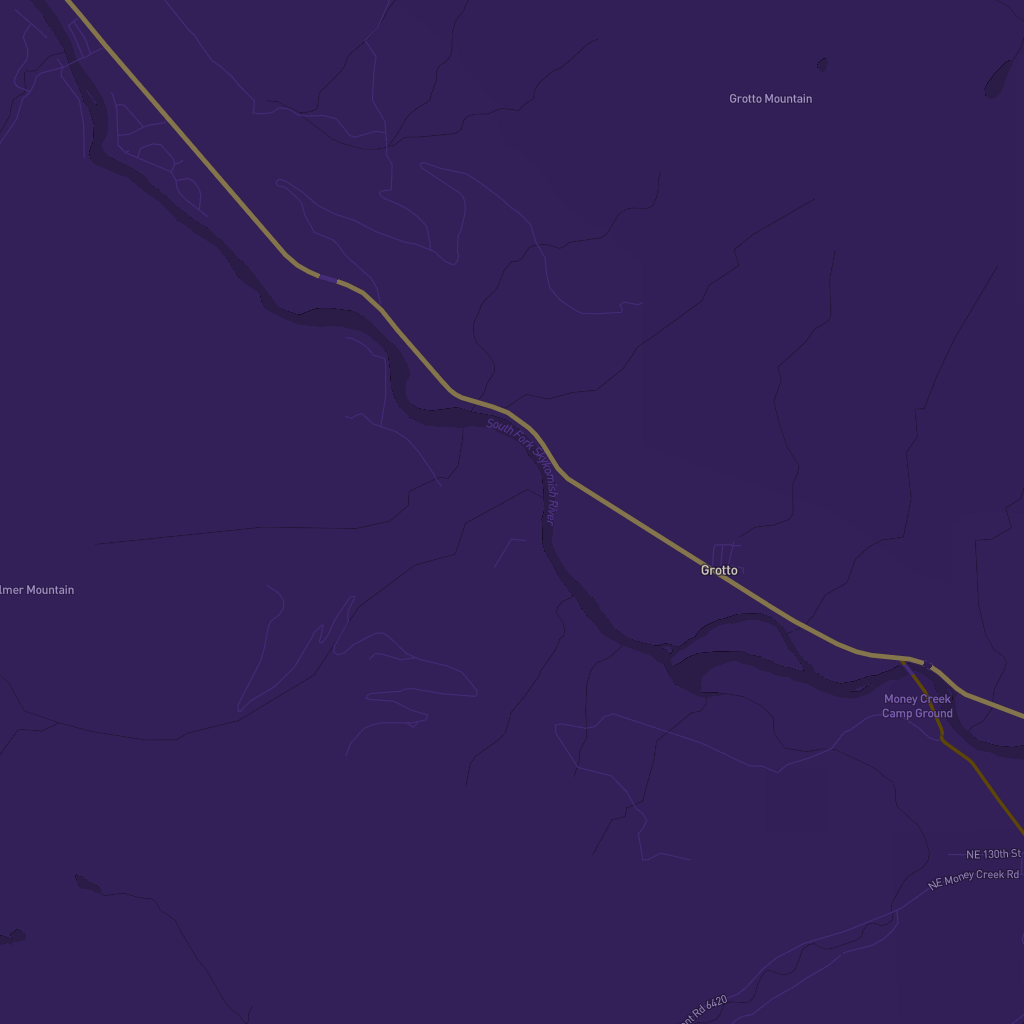 Grotto Mountain
South Fork Skykomish River
Grotto
lmer Mountain
Money Creek
Camp Ground
NE 130th St
NE Money Creek Rd
nt Rd 6420